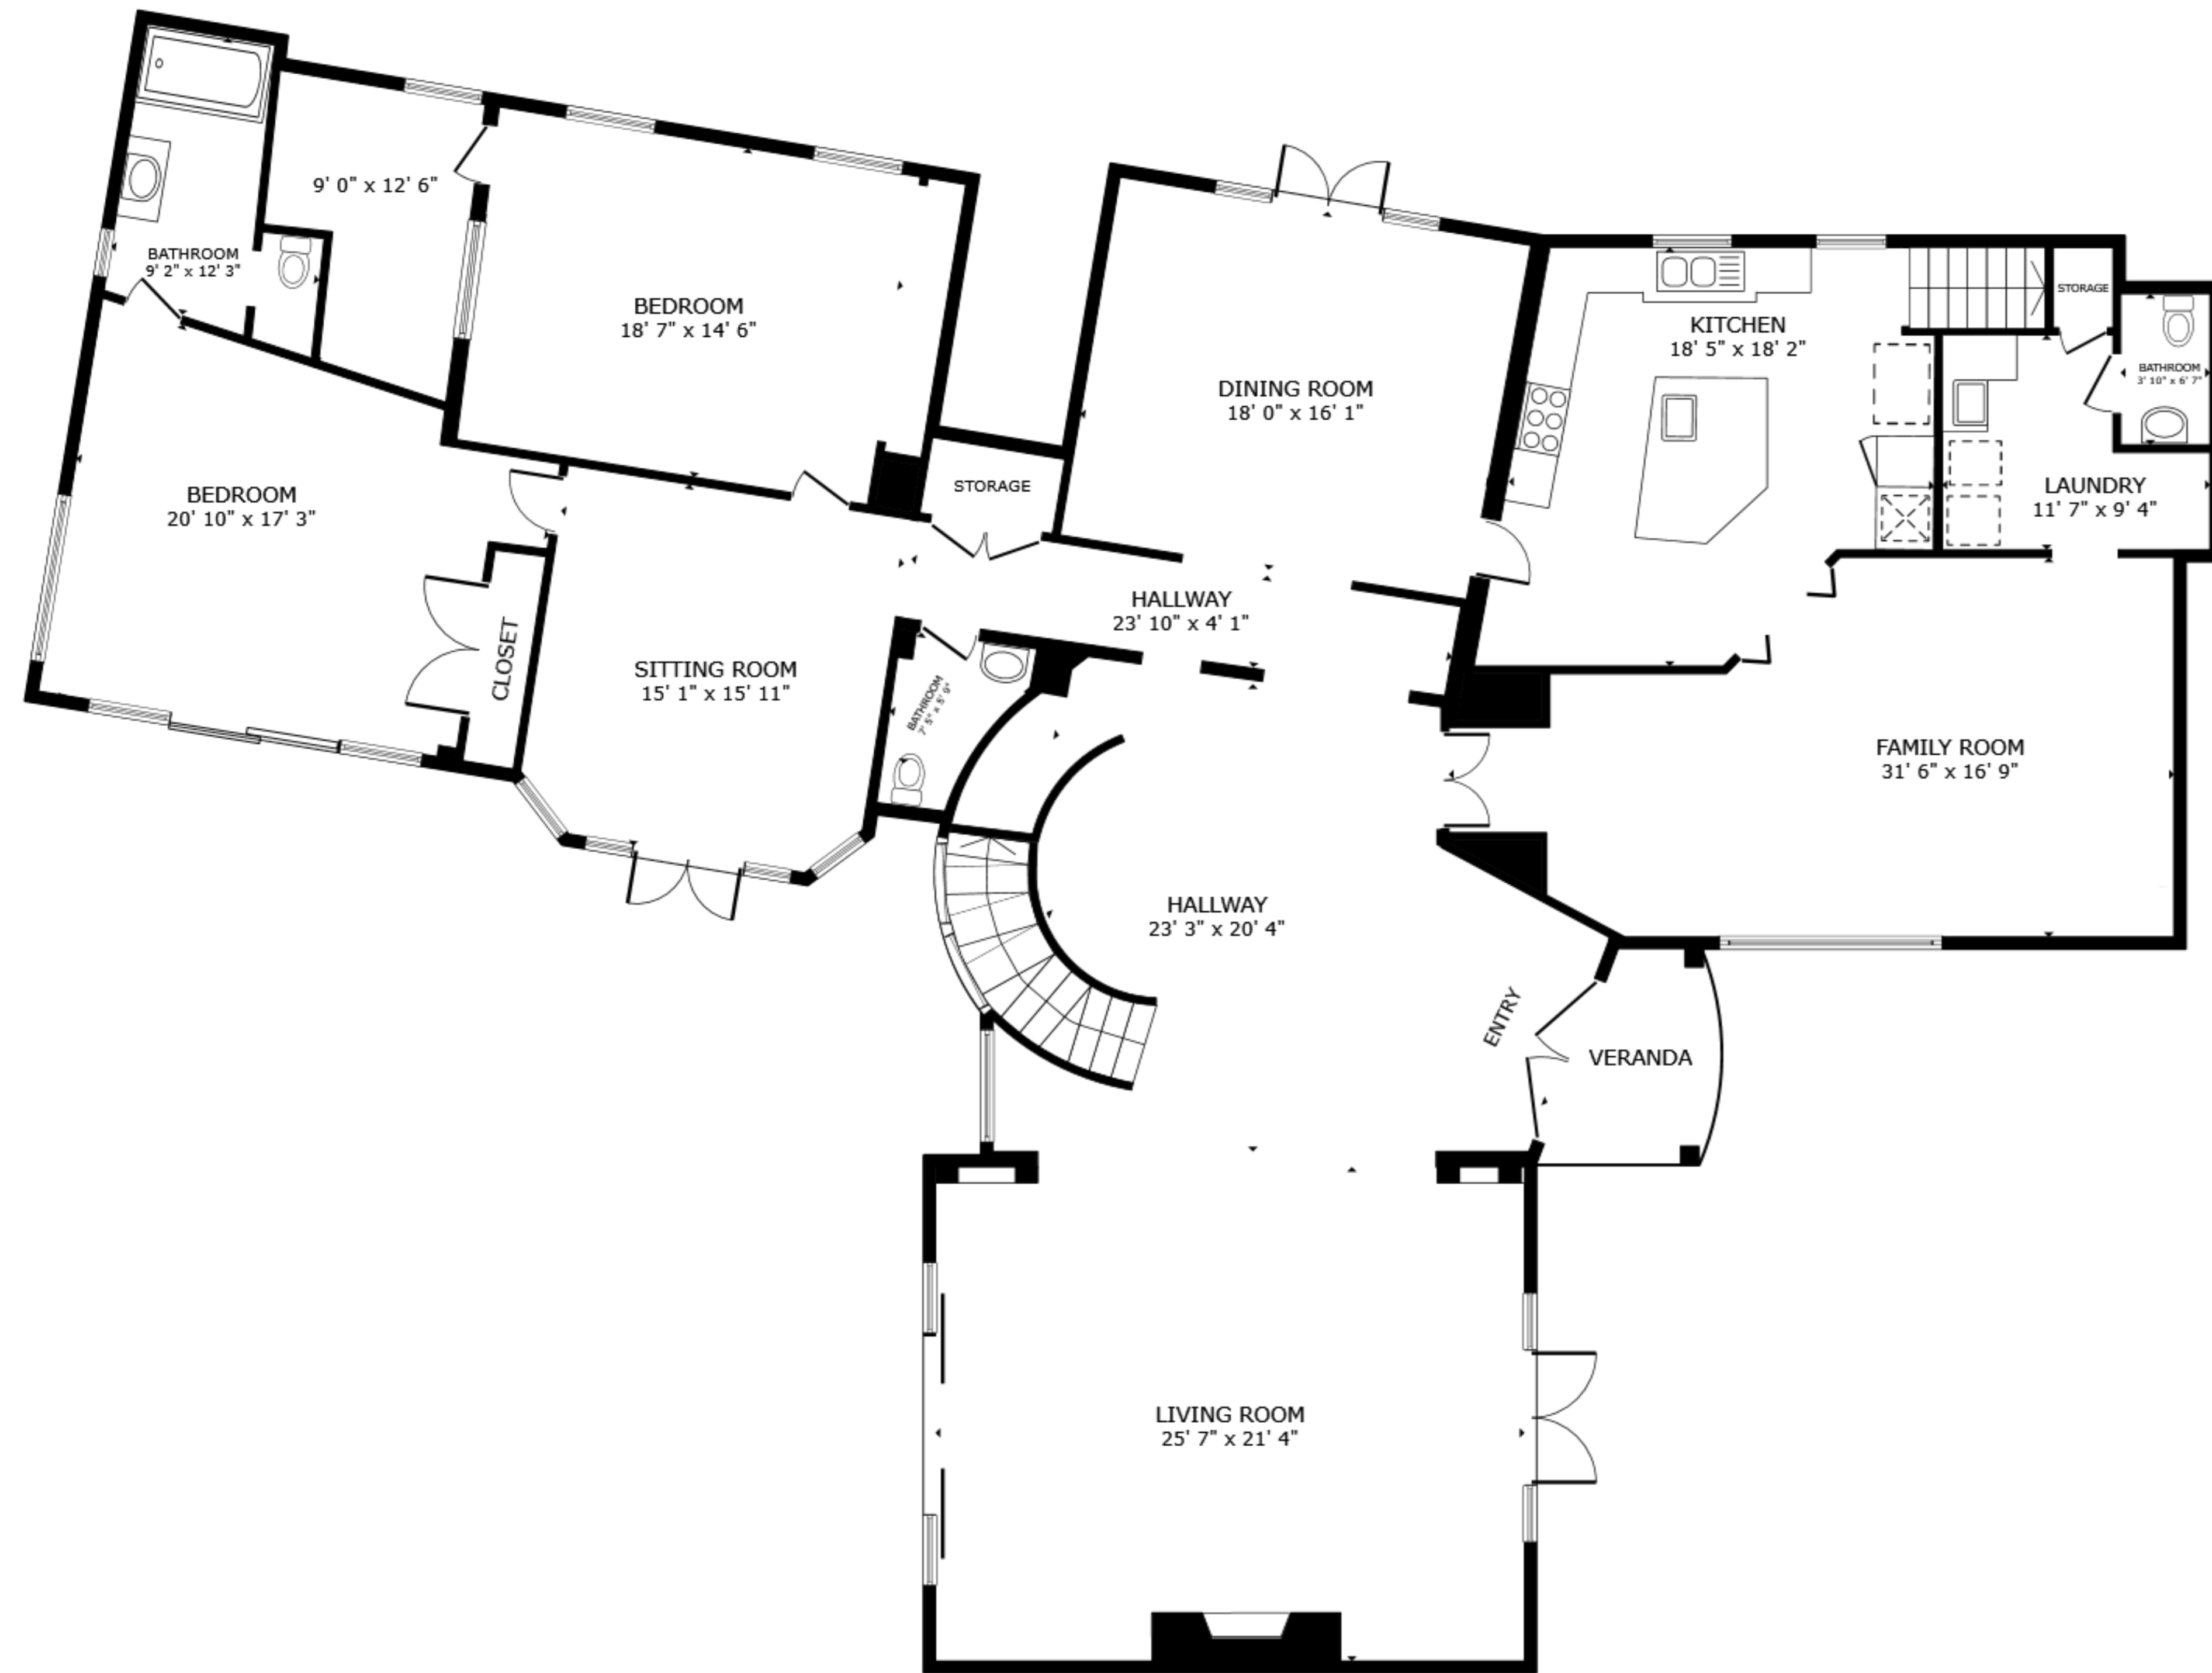 9' 0" x 12' 6"
BATHROOM
9' 2" x 12' 3"
BEDROOM
18' 7" x 14' 6"
DINING ROOM
18' 0" x 16' 1"
KITCHEN
18' 5" x 18' 2"
STORAGE
BATHROOM
3' 10" x 6' 7"
LAUNDRY
11' 7" x 9' 4"
BEDROOM
20' 10" x 17' 3"
STORAGE
CLOSET
SITTING ROOM
15' 1" x 15' 11"
HALLWAY
23' 10" x 4' 1"
BATHROOM
7' 5" x 5' 9"
FAMILY ROOM
31' 6" x 16' 9"
HALLWAY
23' 3" x 20' 4"
ENTRY
VERANDA
LIVING ROOM
25' 7" x 21' 4"